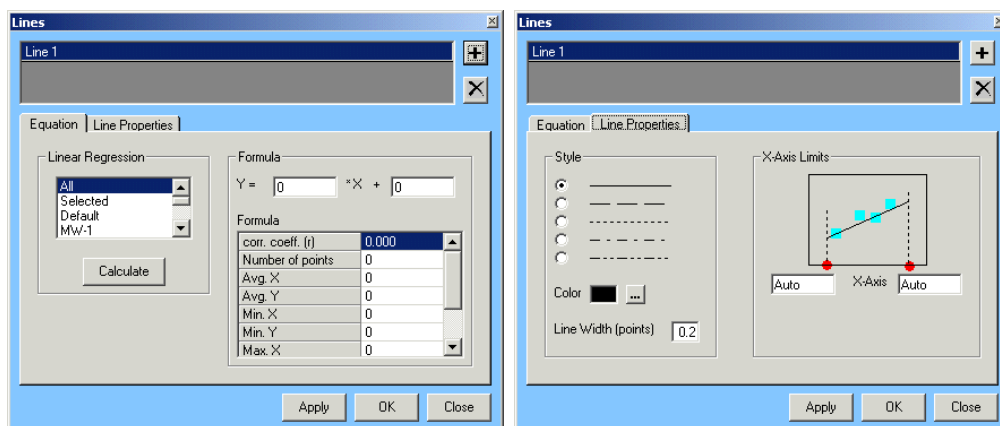 Lines
Line 1
Equation
Line Properties
Linear Regression
All
Selected
Default
MW-1
Calculate
Formula
Y = 0 *X + 0
Formula
corr. coeff. (r) 0.000
Number of points 0
Avg. X 0
Avg. Y 0
Min. X 0
Min. Y 0
Max. X 0
Apply
OK
Close
Lines
Line 1
Equation
Line Properties
Style
Color
...
Line Width (points) 0.2
X-Axis Limits
Auto X-Axis Auto
Apply
OK
Close